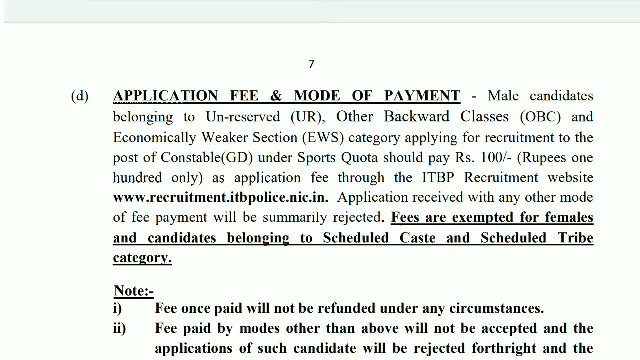 7
(d) APPLICATION FEE & MODE OF PAYMENT - Male candidates
belonging to Un-reserved (UR), Other Backward Classes (OBC) and
Economically Weaker Section (EWS) category applying for recruitment to the
post of Constable(GD) under Sports Quota should pay Rs. 100/- (Rupees one
hundred only) as application fee through the ITBP Recruitment website
www.recruitment.itbpolice.nic.in. Application received with any other mode
of fee payment will be summarily rejected. Fees are exempted for females
and candidates belonging to Scheduled Caste and Scheduled Tribe
category.
Note:-
i) Fee once paid will not be refunded under any circumstances.
ii) Fee paid by modes other than above will not be accepted and the
applications of such candidate will be rejected forthright and the